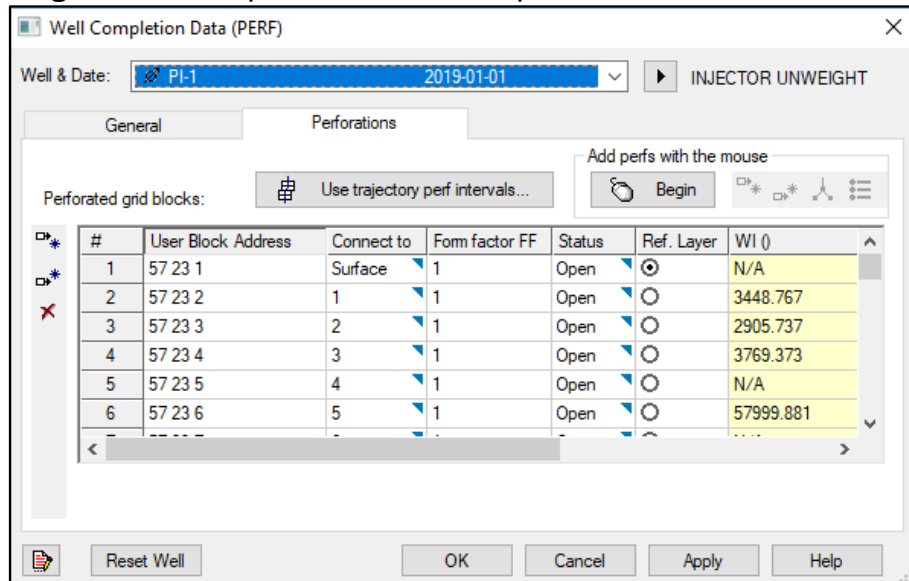 Well Completion Data (PERF)
Well & Date: PI-1 2019-01-01 INJECTOR UNWEIGHT
General Perforations
Add perfs with the mouse
Perforated grid blocks: Use trajectory perf intervals... Begin
# User Block Address Connect to Form factor FF Status Ref. Layer WI ()
1 57 23 1 Surface 1 Open N/A
2 57 23 2 1 1 Open 3448.767
3 57 23 3 2 1 Open 2905.737
4 57 23 4 3 1 Open 3769.373
5 57 23 5 4 1 Open N/A
6 57 23 6 5 1 Open 57999.881
Reset Well OK Cancel Apply Help